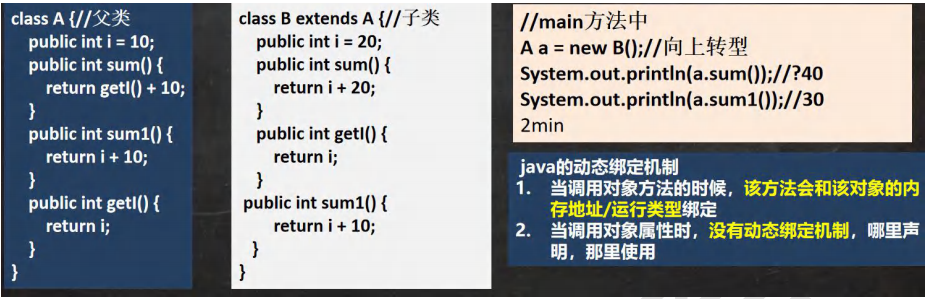 class A {//父类
public int i = 10;
public int sum() {
return getI() + 10;
}
public int sum1() {
return i + 10;
}
public int getI() {
return i;
}
}
class B extends A {//子类
public int i = 20;
public int sum() {
return i + 20;
}
public int getI() {
return i;
}
public int sum1() {
return i + 10;
}
}
//main方法中
A a = new B();//向上转型
System.out.println(a.sum());//?40
System.out.println(a.sum1());//30
2min
java的动态绑定机制
1. 当调用对象方法的时候，该方法会和该对象的内
存地址/运行类型绑定
2. 当调用对象属性时，没有动态绑定机制，哪里声
明，那里使用